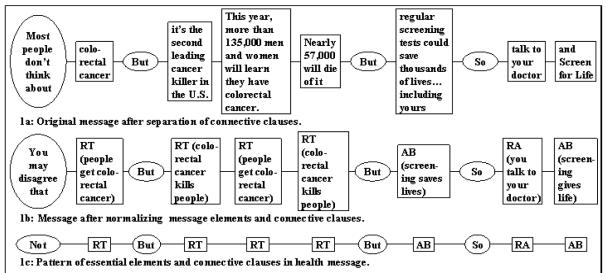 Most
people
don't
think
about
colo-
rectal
cancer
But
it's the
second
leading
cancer
killer in
the U.S.
This year,
more than
135,000 men
and women
will learn
they have
colorectal
cancer.
Nearly
57,000
will die
of it
But
regular
screening
tests could
save
thousands
of lives...
including
yours
So
talk to
your
doctor
and
Screen
for Life
1a: Original message after separation of connective clauses.
You
may
disagree
that
RT
(people
get colo-
rectal
cancer)
But
RT (colo-
rectal
cancer
kills
people)
RT
(people
get colo-
rectal
cancer)
RT
(colo-
rectal
cancer
kills
people)
But
AB
(screen-
ing saves
lives)
So
RA
(you
talk to
your
doctor)
AB
(screen-
ing
gives
life)
1b: Message after normalizing message elements and connective clauses.
Not
RT
But
RT
RT
RT
But
AB
So
RA
AB
1c: Pattern of essential elements and connective clauses in health message.